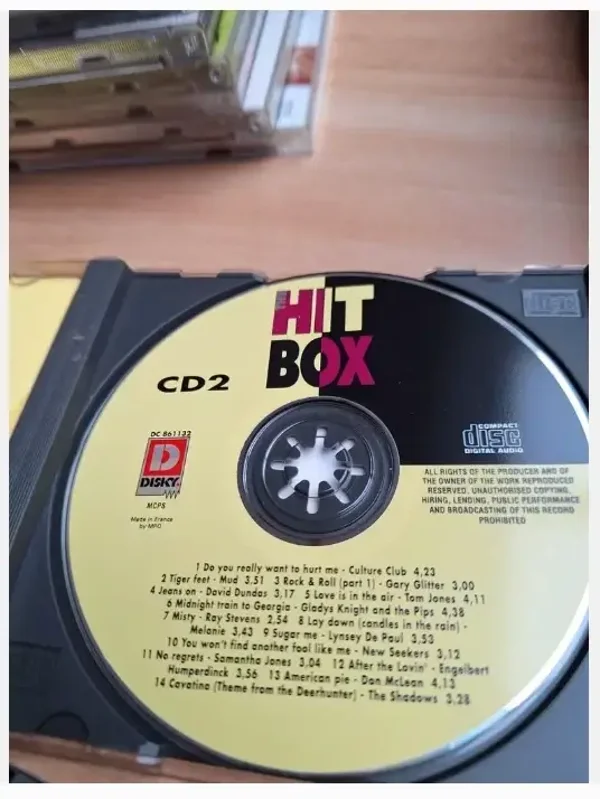 THE
HIT
BOX
CD2
DC 861132
D
DISKY
MCPS
Made in France
by MPO
COMPACT
disc
DIGITAL AUDIO
ALL RIGHTS OF THE PRODUCER AND OF
THE OWNER OF THE WORK REPRODUCED
RESERVED. UNAUTHORISED COPYING,
HIRING, LENDING, PUBLIC PERFORMANCE
AND BROADCASTING OF THIS RECORD
PROHIBITED
1 Do you really want to hurt me - Culture Club 4,23
2 Tiger feet - Mud 3,51 3 Rock & Roll (part 1) - Gary Glitter 3,00
4 Jeans on - David Dundas 3,17 5 Love is in the air - Tom Jones 4,11
6 Midnight train to Georgia - Gladys Knight and the Pips 4,38
7 Misty - Ray Stevens 2,54 8 Lay down (candles in the rain) -
Melanie 3,43 9 Sugar me - Lynsey De Paul 3,53
10 You won't find another fool like me - New Seekers 3,12
11 No regrets - Samantha Jones 3,04 12 After the Lovin' - Engelbert
Humperdinck 3,56 13 American pie - Don McLean 4,13
14 Cavatina (Theme from the Deerhunter) - The Shadows 3,28